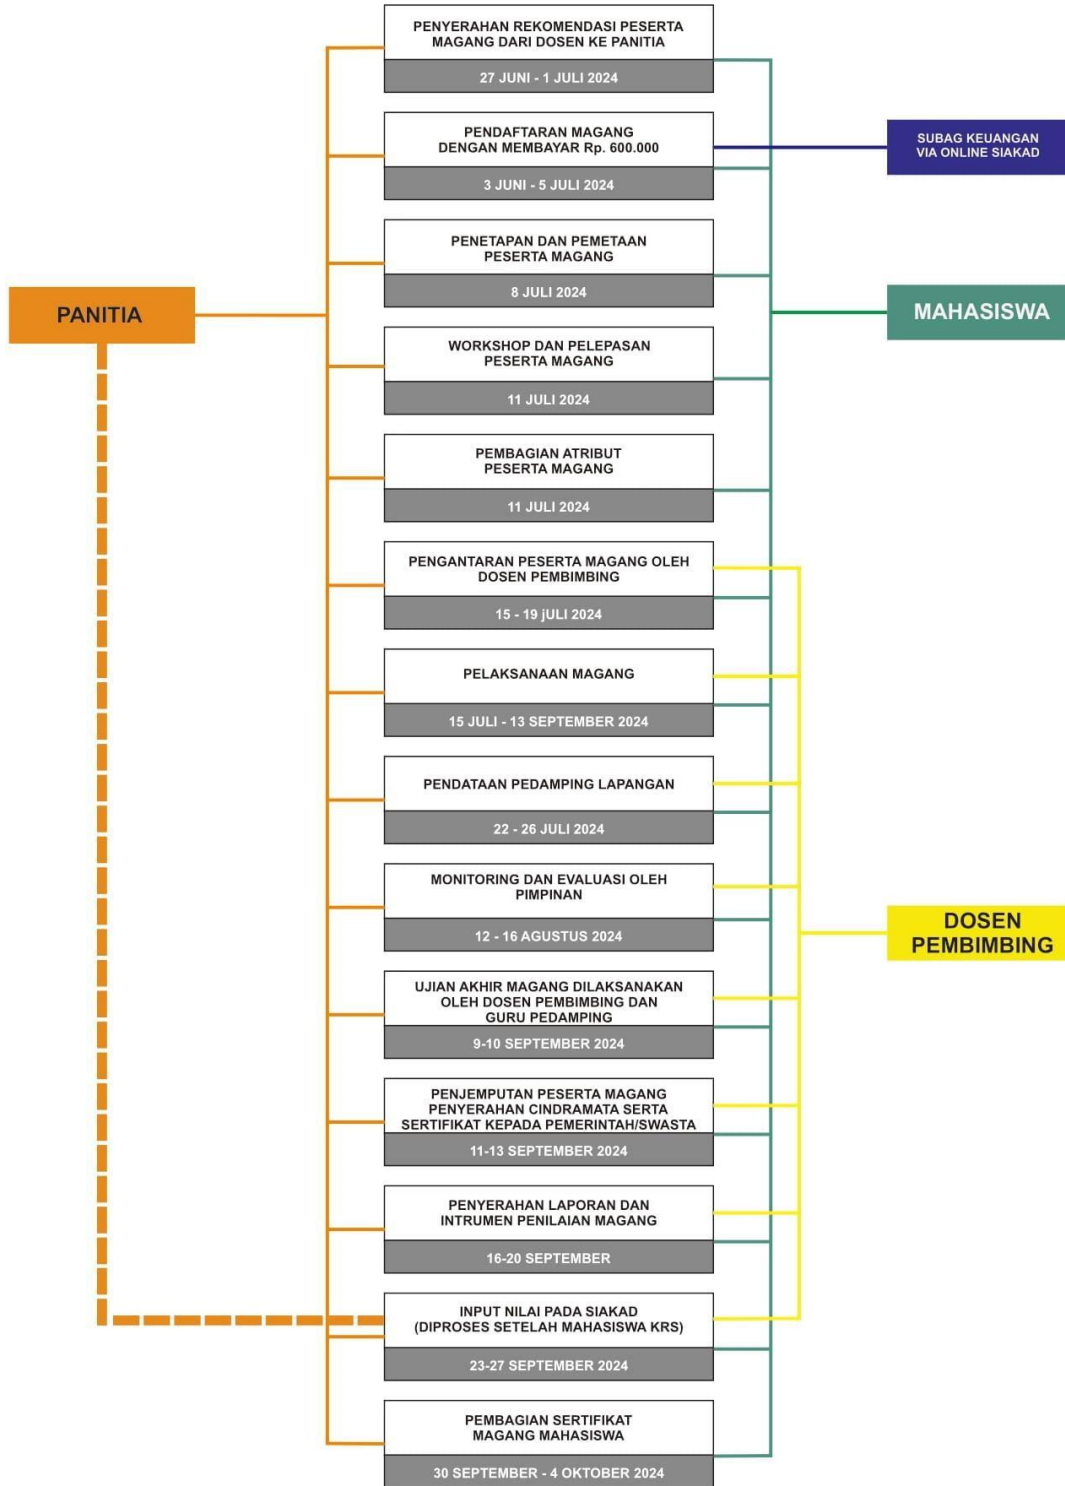 PENYERAHAN REKOMENDASI PESERTA
MAGANG DARI DOSEN KE PANITIA
27 JUNI - 1 JULI 2024
PENDAFTARAN MAGANG
DENGAN MEMBAYAR Rp. 600.000
3 JUNI - 5 JULI 2024
SUBAG KEUANGAN
VIA ONLINE SIAKAD
PENETAPAN DAN PEMETAAN
PESERTA MAGANG
8 JULI 2024
PANITIA
MAHASISWA
WORKSHOP DAN PELEPASAN
PESERTA MAGANG
11 JULI 2024
PEMBAGIAN ATRIBUT
PESERTA MAGANG
11 JULI 2024
PENGANTARAN PESERTA MAGANG OLEH
DOSEN PEMBIMBING
15 - 19 jULI 2024
PELAKSANAAN MAGANG
15 JULI - 13 SEPTEMBER 2024
PENDATAAN PEDAMPING LAPANGAN
22 - 26 JULI 2024
MONITORING DAN EVALUASI OLEH
PIMPINAN
12 - 16 AGUSTUS 2024
DOSEN
PEMBIMBING
UJIAN AKHIR MAGANG DILAKSANAKAN
OLEH DOSEN PEMBIMBING DAN
GURU PEDAMPING
9-10 SEPTEMBER 2024
PENJEMPUTAN PESERTA MAGANG
PENYERAHAN CINDRAMATA SERTA
SERTIFIKAT KEPADA PEMERINTAH/SWASTA
11-13 SEPTEMBER 2024
PENYERAHAN LAPORAN DAN
INTRUMEN PENILAIAN MAGANG
16-20 SEPTEMBER
INPUT NILAI PADA SIAKAD
(DIPROSES SETELAH MAHASISWA KRS)
23-27 SEPTEMBER 2024
PEMBAGIAN SERTIFIKAT
MAGANG MAHASISWA
30 SEPTEMBER - 4 OKTOBER 2024